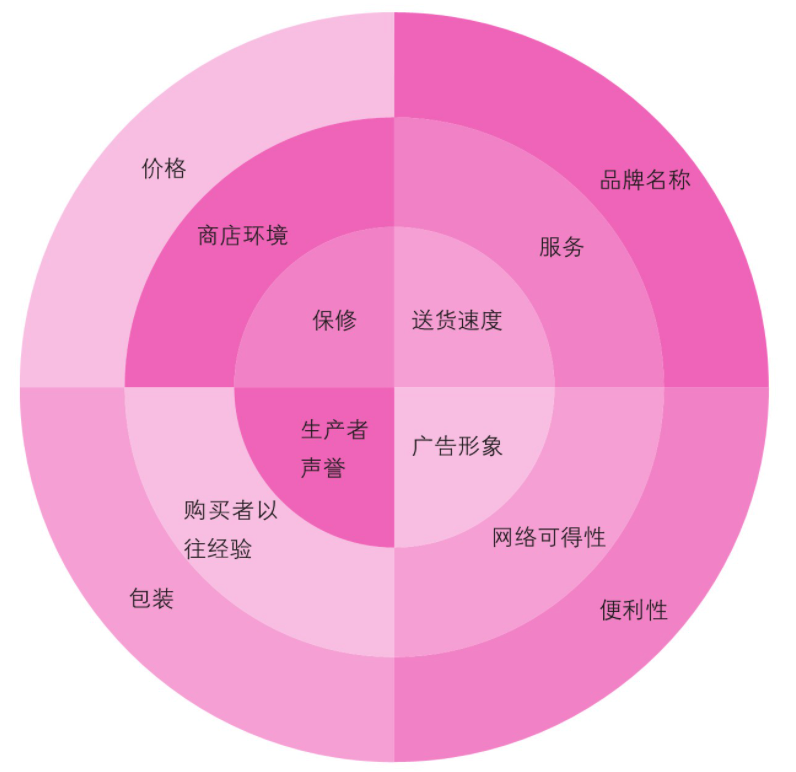 价格
品牌名称
商店环境
服务
保修
送货速度
生产者
声誉
广告形象
购买者以
往经验
网络可得性
包装
便利性